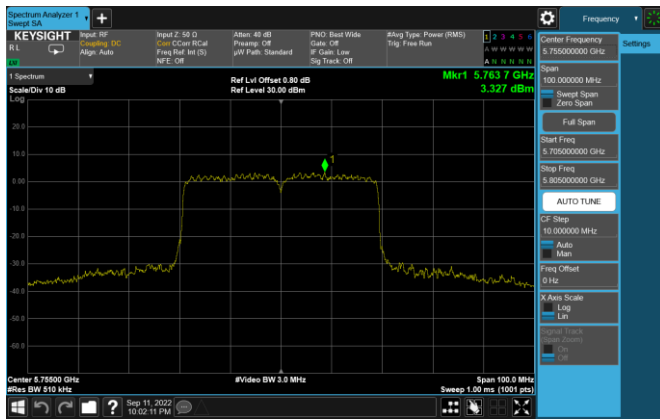 Spectrum Analyzer 1
Swept SA
+
Frequency
KEYSIGHT
RL
Input: RF
Coupling: DC
Align: Auto
Input Z: 50 Ω
Corr CCorr RCal
Freq Ref: Int (S)
NFE: Off
Atten: 40 dB
Preamp: Off
µW Path: Standard
PNO: Best Wide
Gate: Off
IF Gain: Low
Sig Track: Off
#Avg Type: Power (RMS)
Trig: Free Run
1 2 3 4 5 6
A W W W W W
A N N N N N
1 Spectrum
Scale/Div 10 dB
Log
Ref Lvl Offset 0.80 dB
Ref Level 30.00 dBm
Mkr1 5.763 7 GHz
3.327 dBm
20.0
10.0
0.00
-10.0
-20.0
-30.0
-40.0
-50.0
-60.0
1
Center 5.75500 GHz
#Res BW 510 kHz
#Video BW 3.0 MHz
Span 100.0 MHz
Sweep 1.00 ms (1001 pts)
Center Frequency
5.755000000 GHz
Settings
Span
100.000000 MHz
Swept Span
Zero Span
Full Span
Start Freq
5.705000000 GHz
Stop Freq
5.805000000 GHz
AUTO TUNE
CF Step
10.000000 MHz
Auto
Man
Freq Offset
0 Hz
X Axis Scale
Log
Lin
Signal Track
(Span Zoom)
On
Off
?
Sep 11, 2022
10:02:11 PM